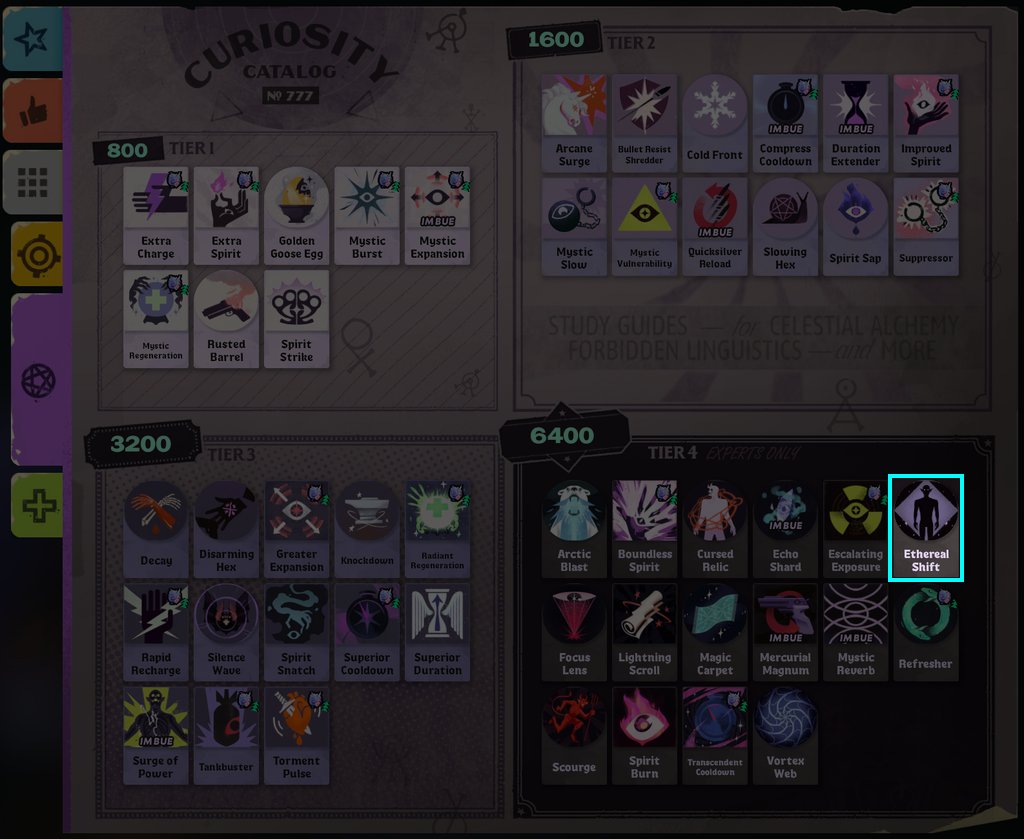 CURIOSITY
CATALOG
Nº 777
800 TIER 1
Extra Charge
Extra Spirit
Golden Goose Egg
Mystic Burst
IMBUE
Mystic Expansion
Mystic Regeneration
Rusted Barrel
Spirit Strike
1600 TIER 2
Arcane Surge
Bullet Resist Shredder
Cold Front
IMBUE
Compress Cooldown
IMBUE
Duration Extender
Improved Spirit
Mystic Slow
Mystic Vulnerability
IMBUE
Quicksilver Reload
Slowing Hex
Spirit Sap
Suppressor
STUDY GUIDES — for CELESTIAL ALCHEMY
FORBIDDEN LINGUISTICS — and MORE
3200 TIER 3
Decay
Disarming Hex
Greater Expansion
Knockdown
Radiant Regeneration
Rapid Recharge
Silence Wave
Spirit Snatch
Superior Cooldown
Superior Duration
IMBUE
Surge of Power
Tankbuster
Torment Pulse
6400 TIER 4 EXPERTS ONLY
Arctic Blast
Boundless Spirit
Cursed Relic
IMBUE
Echo Shard
Escalating Exposure
Ethereal Shift
Focus Lens
Lightning Scroll
Magic Carpet
IMBUE
Mercurial Magnum
IMBUE
Mystic Reverb
Refresher
Scourge
Spirit Burn
Transcendent Cooldown
Vortex Web